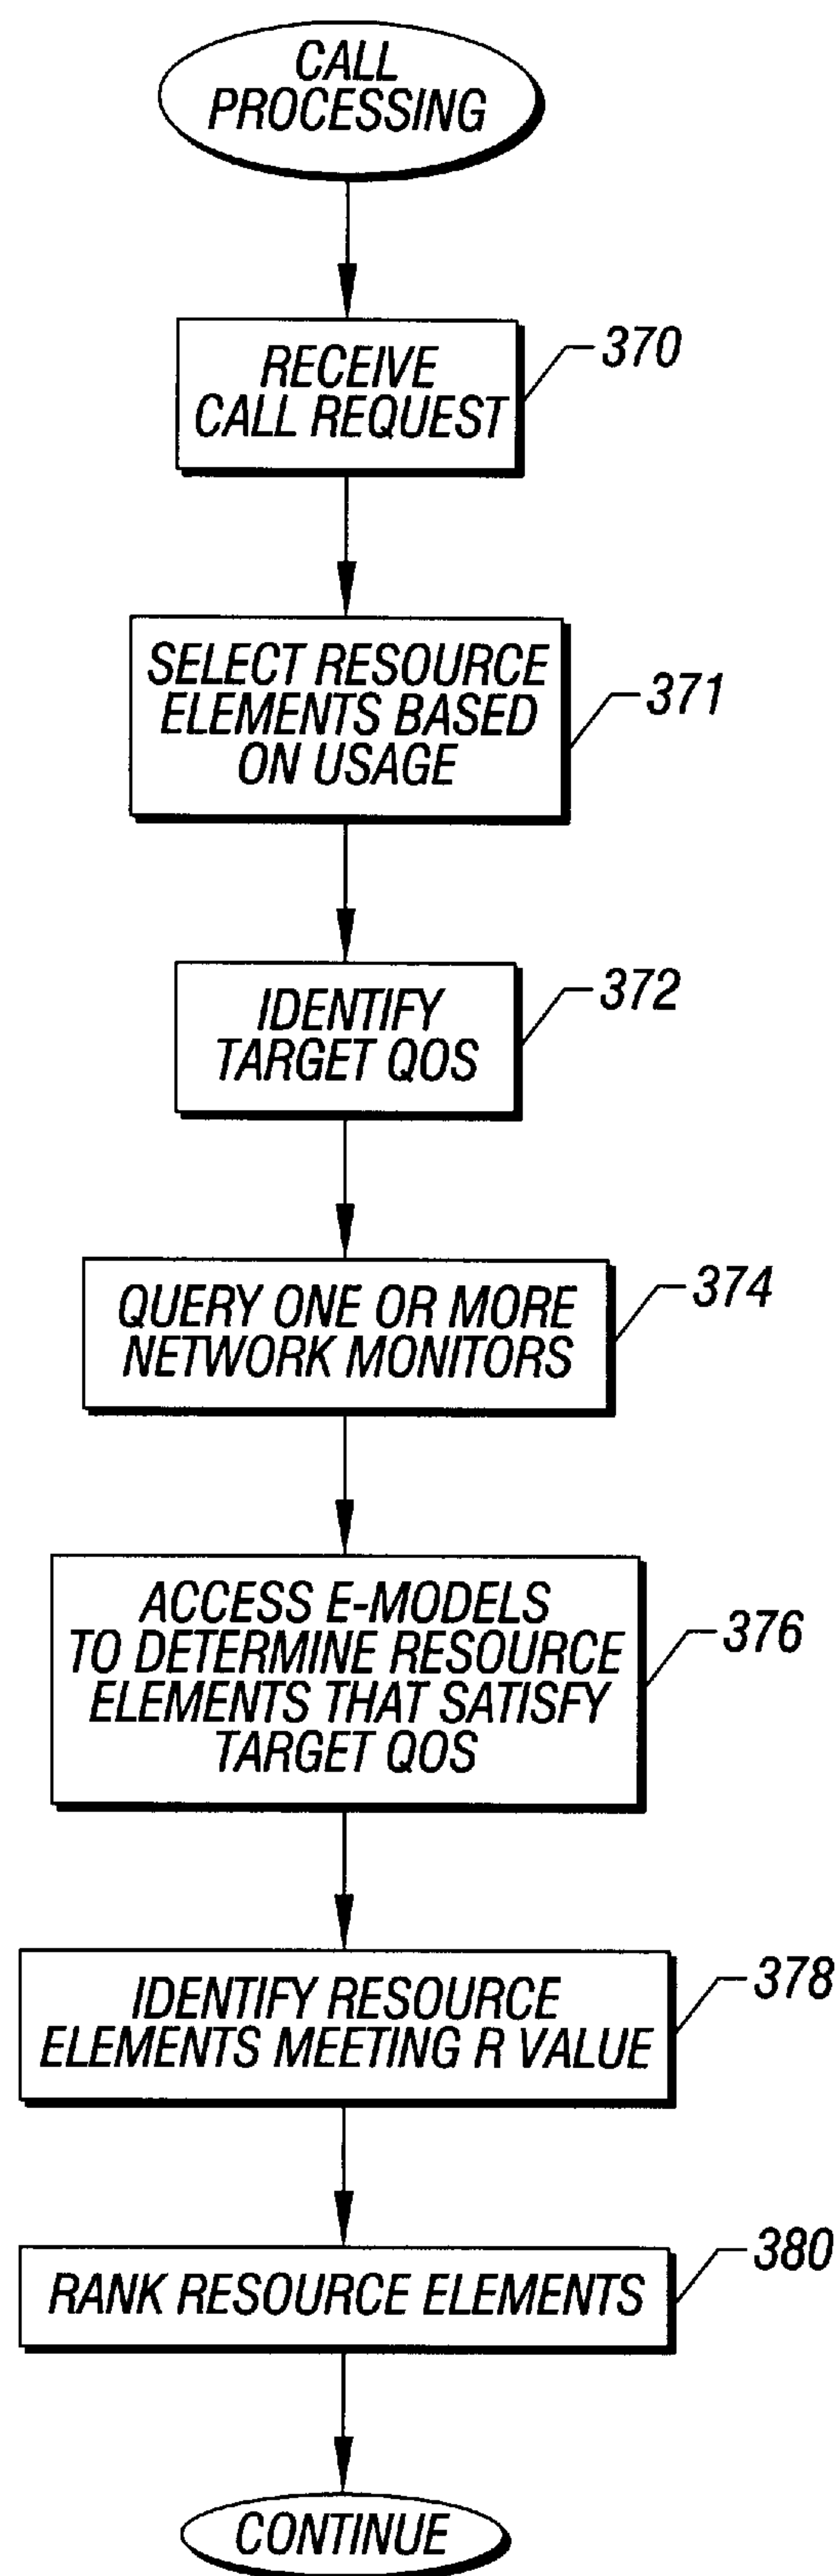 CALL
PROCESSING
RECEIVE
CALL REQUEST
370
SELECT RESOURCE
ELEMENTS BASED
ON USAGE
371
IDENTIFY
TARGET QOS
372
QUERY ONE OR MORE
NETWORK MONITORS
374
ACCESS E-MODELS
TO DETERMINE RESOURCE
ELEMENTS THAT SATISFY
TARGET QOS
376
IDENTIFY RESOURCE
ELEMENTS MEETING R VALUE
378
RANK RESOURCE ELEMENTS
380
CONTINUE